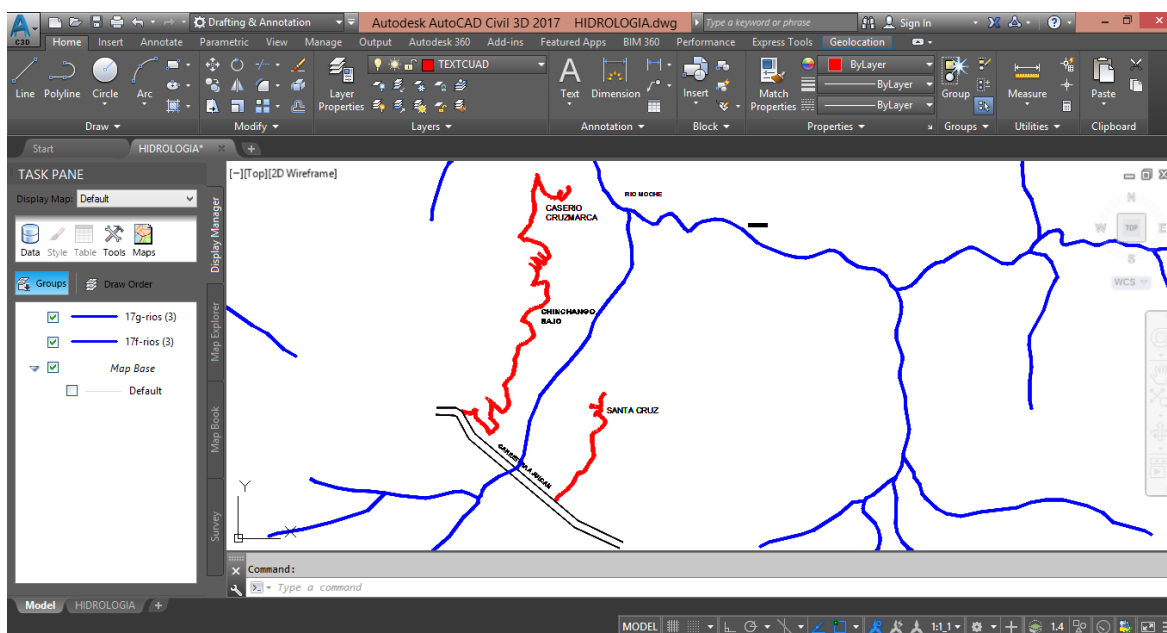 Drafting & Annotation
Autodesk AutoCAD Civil 3D 2017 HIDROLOGIA.dwg
Type a keyword or phrase
Sign In
C3D
Home Insert Annotate Parametric View Manage Output Autodesk 360 Add-ins Featured Apps BIM 360 Performance Express Tools Geolocation
TEXTCUAD
ByLayer
ByLayer
ByLayer
Line Polyline Circle Arc
Layer Properties
Text Dimension
Insert
Match Properties
Group
Measure
Paste
Draw Modify Layers Annotation Block Properties Groups Utilities Clipboard
Start HIDROLOGIA*
TASK PANE
Display Map: Default
Data Style Table Tools Maps
Groups Draw Order
17g-rios (3)
17f-rios (3)
Map Base
Default
Display Manager
Map Explorer
Map Book
Survey
[-][Top][2D Wireframe]
RIO MOCHE
CASERIO
CRUZMARCA
CHINCHANGO
BAJO
SANTA CRUZ
N
W TOP E
S
WCS
Y
X
Command:
Type a command
Model HIDROLOGIA
MODEL 1:1_1 1.4